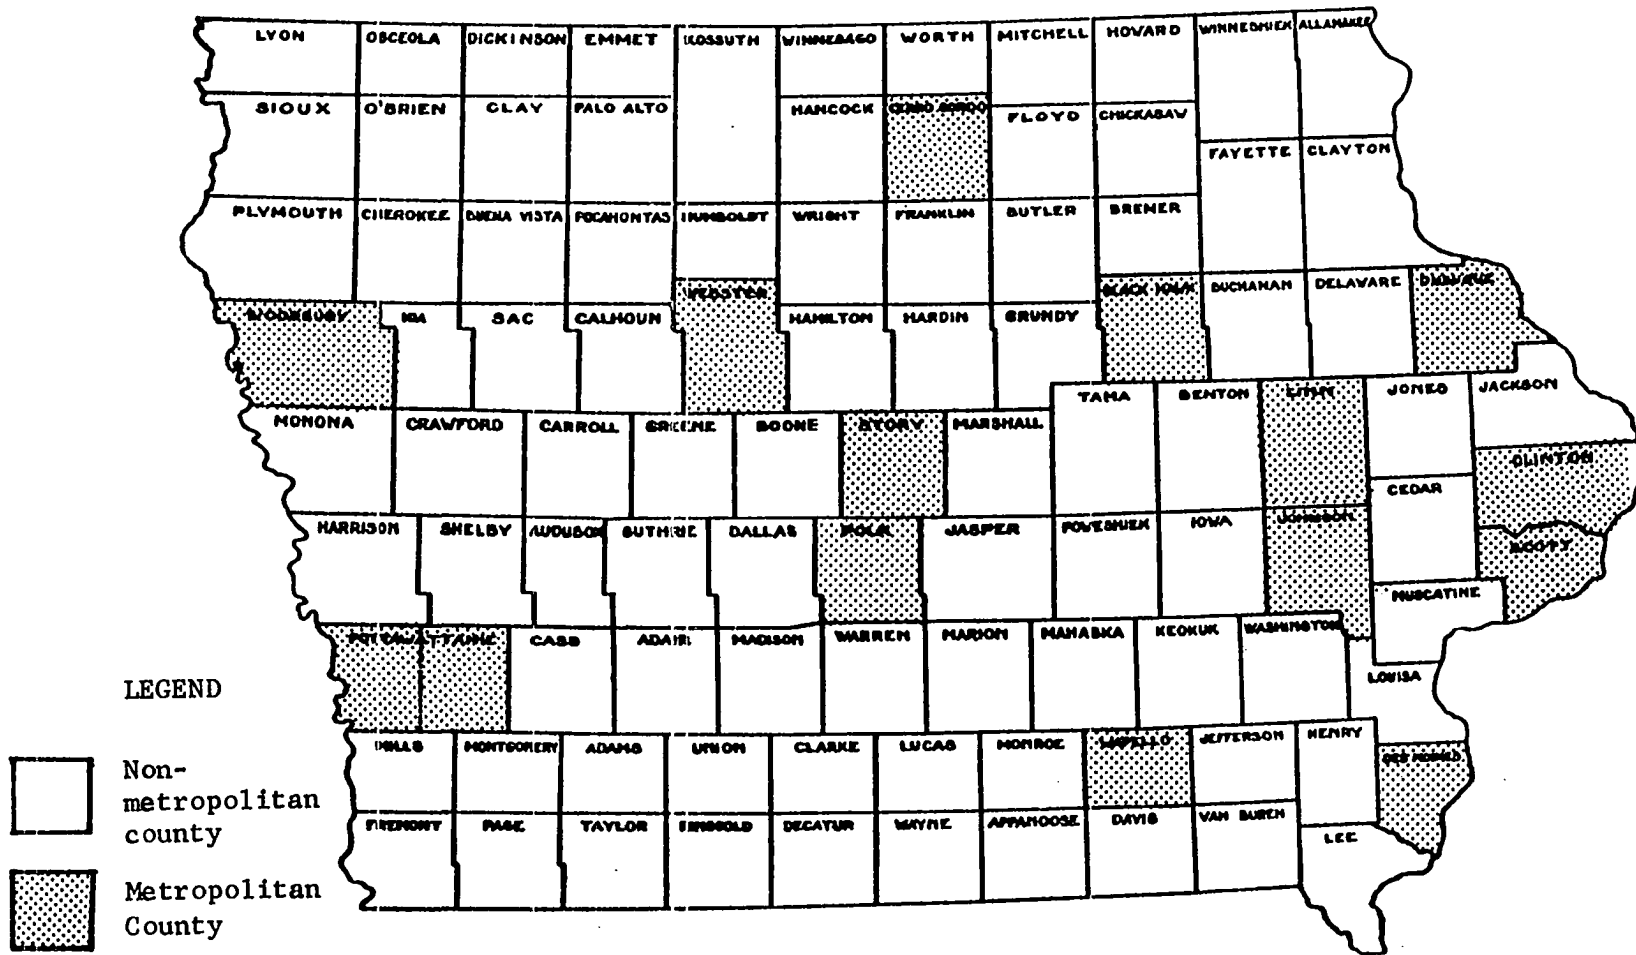 LYON OSCEOLA DICKINSON EMMET KOSSUTH WINNEBAGO WORTH MITCHELL HOWARD WINNESHIEK ALLAMAKEE
SIOUX O'BRIEN CLAY PALO ALTO HANCOCK CERRO GORDO FLOYD CHICKASAW
FAYETTE CLAYTON
PLYMOUTH CHEROKEE BUENA VISTA POCAHONTAS HUMBOLDT WRIGHT FRANKLIN BUTLER BREMER
WOODBURY IDA SAC CALHOUN WEBSTER HAMILTON HARDIN GRUNDY BLACK HAWK BUCHANAN DELAWARE DUBUQUE
MONONA CRAWFORD CARROLL GREENE BOONE STORY MARSHALL TAMA BENTON LINN JONES JACKSON
CLINTON
CEDAR
HARRISON SHELBY AUDUBON GUTHRIE DALLAS POLK JASPER POWESHIEK IOWA JOHNSON SCOTT
MUSCATINE
POTTAWATTAMIE CASS ADAIR MADISON WARREN MARION MAHASKA KEOKUK WASHINGTON
LOUISA
MILLS MONTGOMERY ADAMS UNION CLARKE LUCAS MONROE WAPELLO JEFFERSON HENRY DES MOINES
FREMONT PAGE TAYLOR RINGGOLD DECATUR WAYNE APPANOOSE DAVIS VAN BUREN LEE
LEGEND
Non-
metropolitan
county
Metropolitan
County